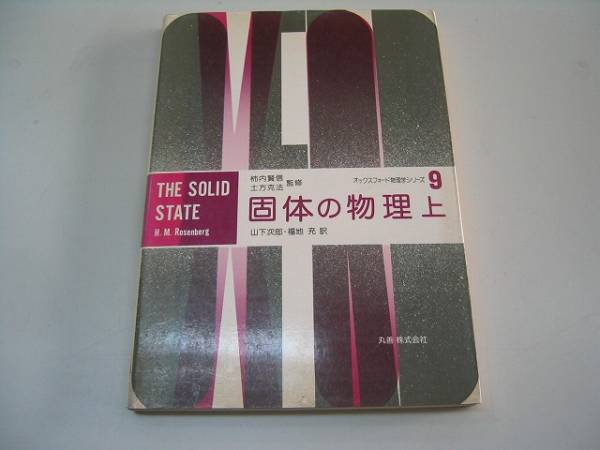 THE SOLID
STATE
H. M. Rosenberg
柿内賢信
土方克法
監修
オックスフォード物理学シリーズ 9
固体の物理 上
山下次郎・福地 充 訳
丸善 株式会社